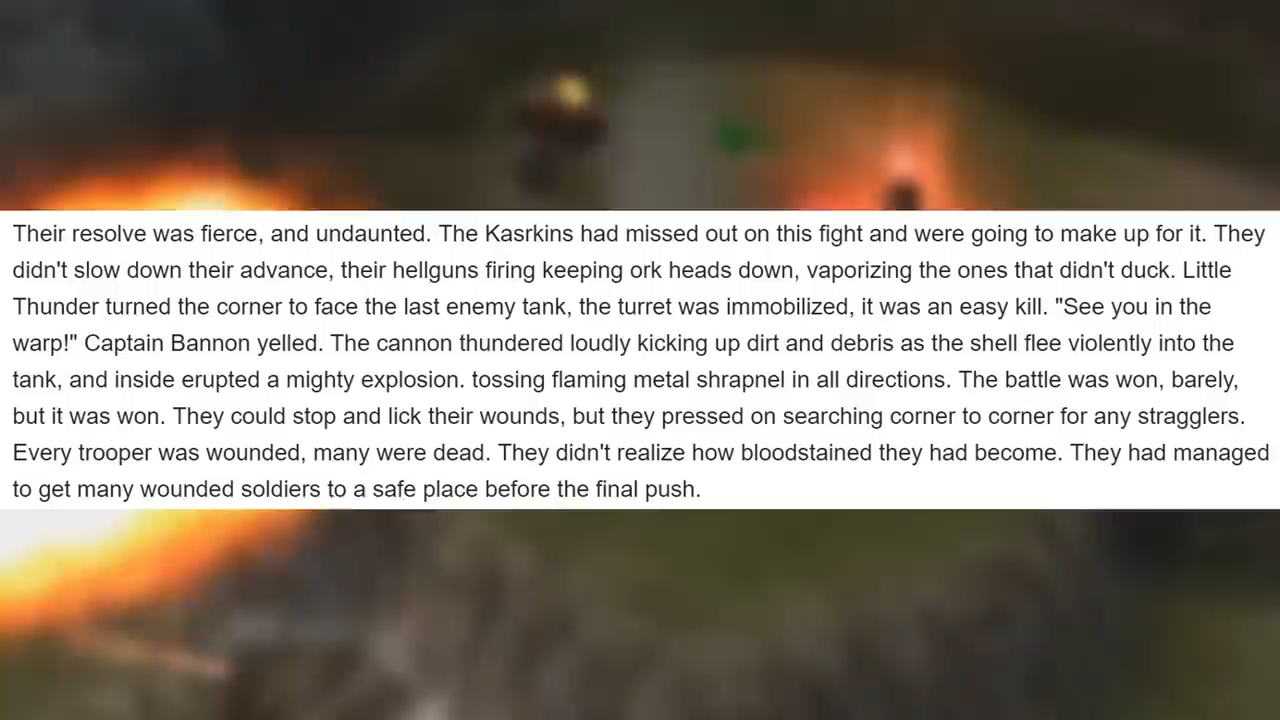 Their resolve was fierce, and undaunted. The Kasrkins had missed out on this fight and were going to make up for it. They
didn't slow down their advance, their hellguns firing keeping ork heads down, vaporizing the ones that didn't duck. Little
Thunder turned the corner to face the last enemy tank, the turret was immobilized, it was an easy kill. "See you in the
warp!" Captain Bannon yelled. The cannon thundered loudly kicking up dirt and debris as the shell flee violently into the
tank, and inside erupted a mighty explosion. tossing flaming metal shrapnel in all directions. The battle was won, barely,
but it was won. They could stop and lick their wounds, but they pressed on searching corner to corner for any stragglers.
Every trooper was wounded, many were dead. They didn't realize how bloodstained they had become. They had managed
to get many wounded soldiers to a safe place before the final push.